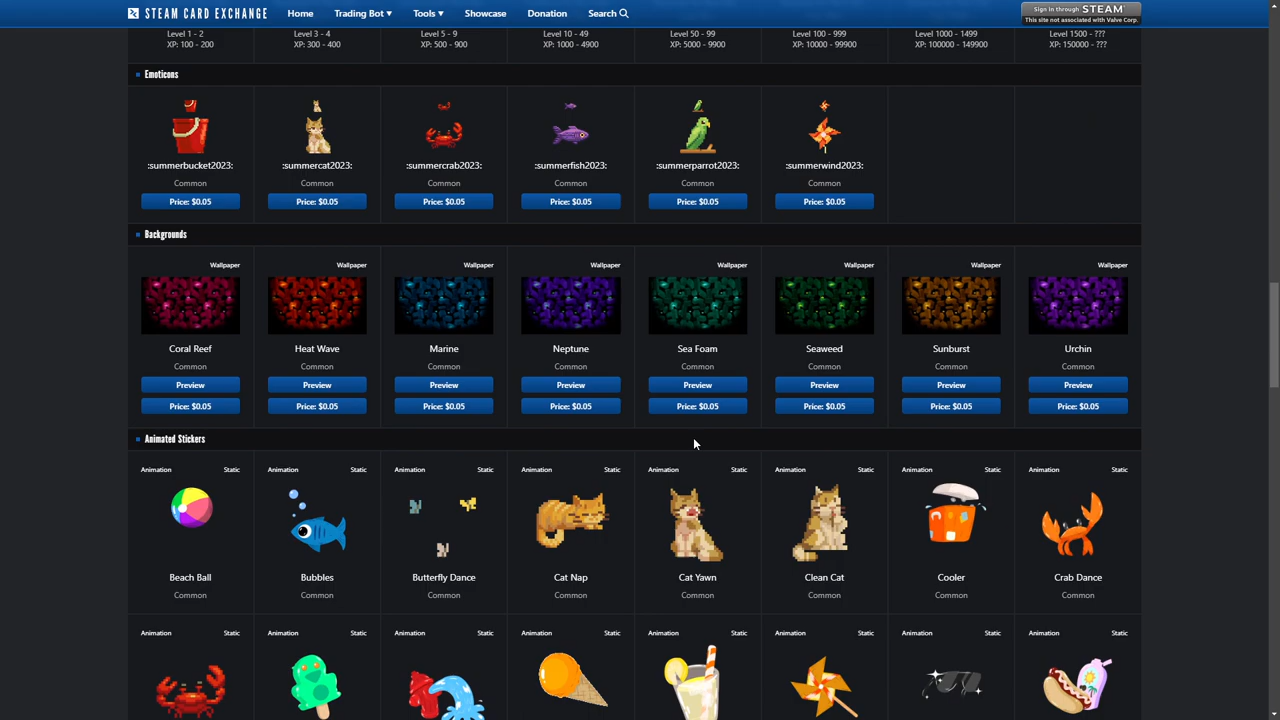 STEAM CARD EXCHANGE Home Trading Bot ▾ Tools ▾ Showcase Donation Search Sign in through STEAM
This site not associated with Valve Corp.
Level 1 - 2 Level 3 - 4 Level 5 - 9 Level 10 - 49 Level 50 - 99 Level 100 - 999 Level 1000 - 1499 Level 1500 - ???
XP: 100 - 200 XP: 300 - 400 XP: 500 - 900 XP: 1000 - 4900 XP: 5000 - 9900 XP: 10000 - 99900 XP: 100000 - 149900 XP: 150000 - ???
Emoticons
:summerbucket2023: :summercat2023: :summercrab2023: :summerfish2023: :summerparrot2023: :summerwind2023:
Common Common Common Common Common Common
Price: $0.05 Price: $0.05 Price: $0.05 Price: $0.05 Price: $0.05 Price: $0.05
Backgrounds
Wallpaper Wallpaper Wallpaper Wallpaper Wallpaper Wallpaper Wallpaper Wallpaper
Coral Reef Heat Wave Marine Neptune Sea Foam Seaweed Sunburst Urchin
Common Common Common Common Common Common Common Common
Preview Preview Preview Preview Preview Preview Preview Preview
Price: $0.05 Price: $0.05 Price: $0.05 Price: $0.05 Price: $0.05 Price: $0.05 Price: $0.05 Price: $0.05
Animated Stickers
Animation Static Animation Static Animation Static Animation Static Animation Static Animation Static Animation Static Animation Static
Beach Ball Bubbles Butterfly Dance Cat Nap Cat Yawn Clean Cat Cooler Crab Dance
Common Common Common Common Common Common Common Common
Animation Static Animation Static Animation Static Animation Static Animation Static Animation Static Animation Static Animation Static